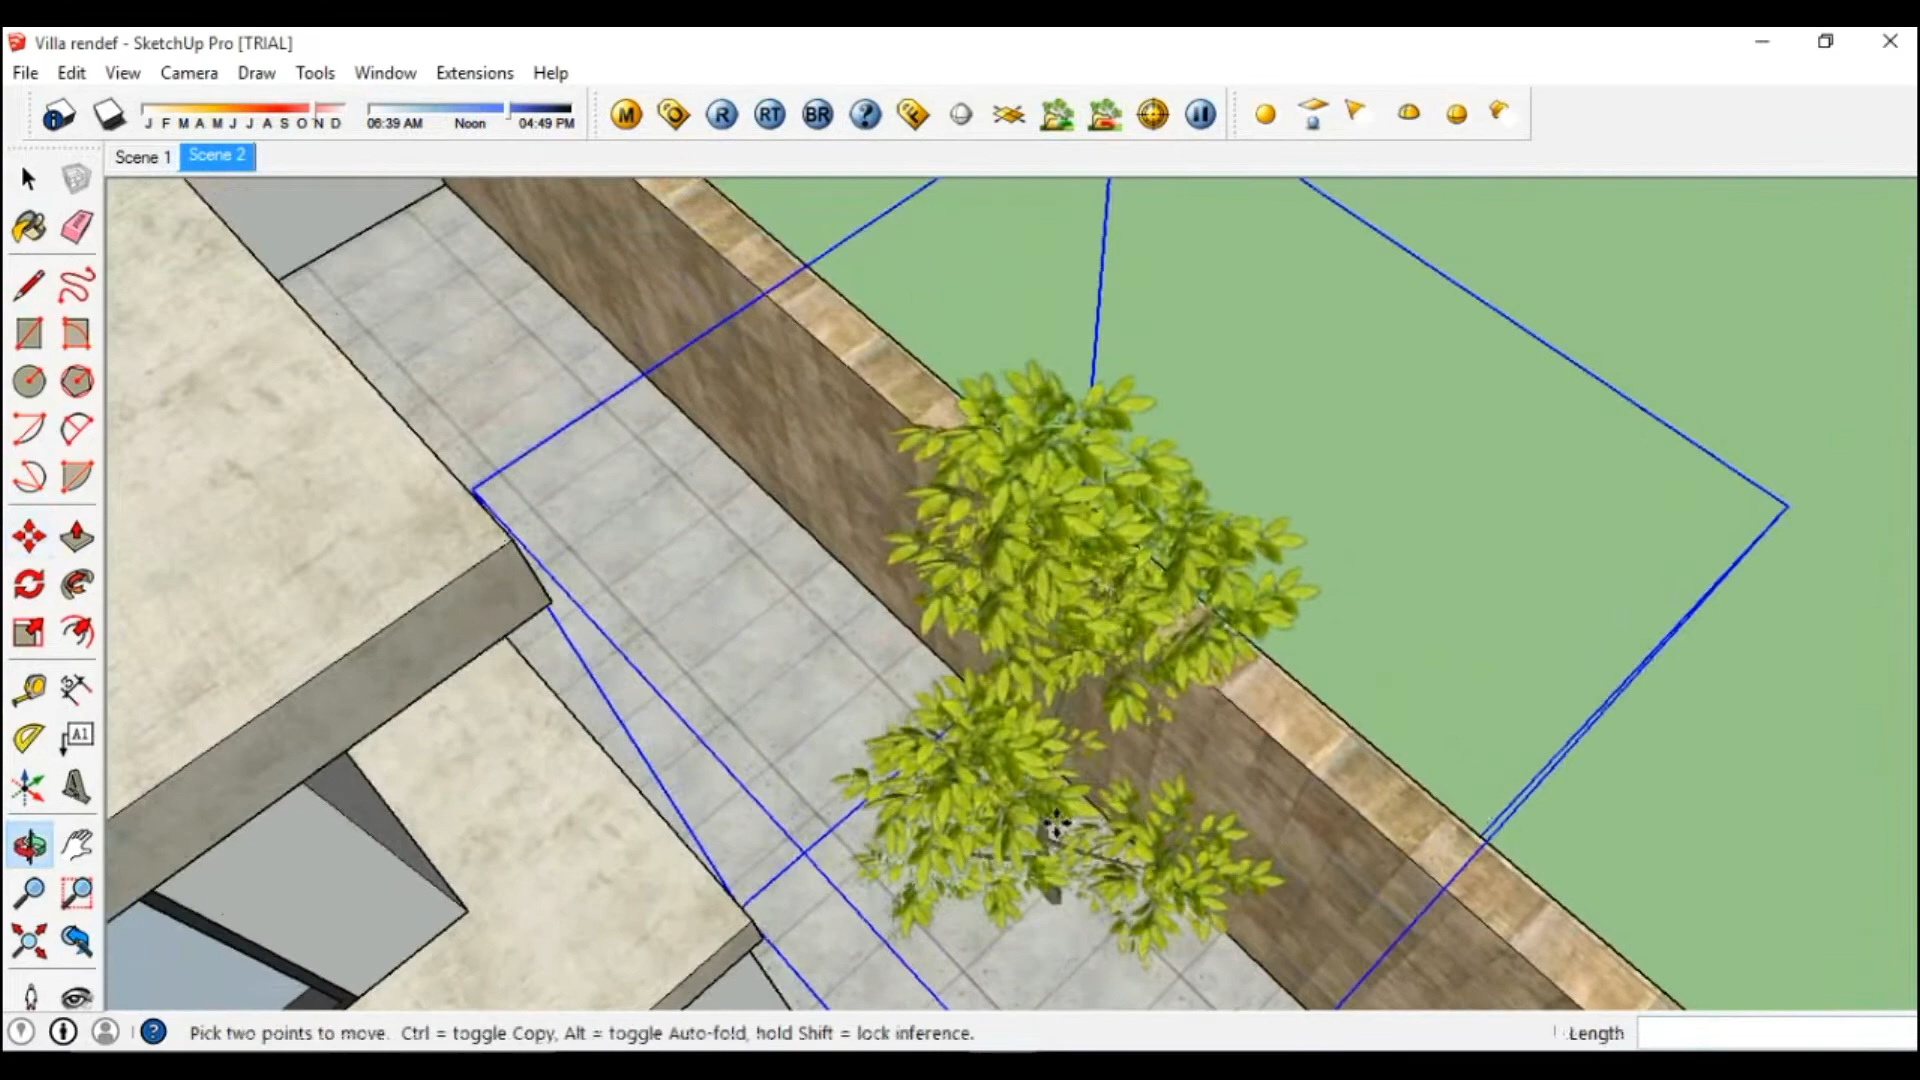 Villa rendef - SketchUp Pro [TRIAL]
File Edit View Camera Draw Tools Window Extensions Help
J F M A M J J A S O N D 06:39 AM Noon 04:49 PM M R RT BR ?
Scene 1 Scene 2
A1
Pick two points to move. Ctrl = toggle Copy, Alt = toggle Auto-fold, hold Shift = lock inference. Length